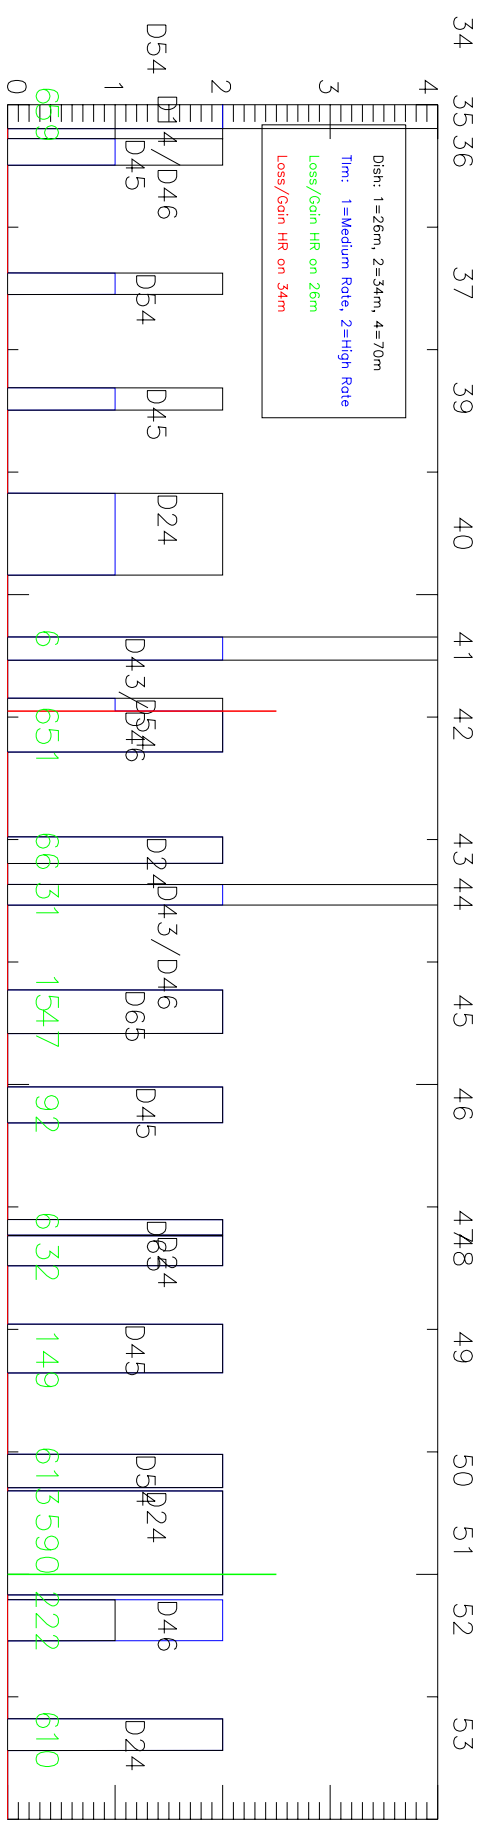 34 35 36 37 39 40 41 42 43 44 45 46 47 48 49 50 51 52 53
4
Dish: 1=26m, 2=34m, 4=70m
Tlm: 1=Medium Rate, 2=High Rate
3
Loss/Gain HR on 26m
Loss/Gain HR on 34m
2
D14/D46 D24 D43/D46 D24 D46
D54 D45 D24 D65 D24
D54 D54 D45 D54
D45 D43/D46 D65 D45 D24
1
659 6 651 66 31 1547 92 6 32 149 613 590 222 610
0